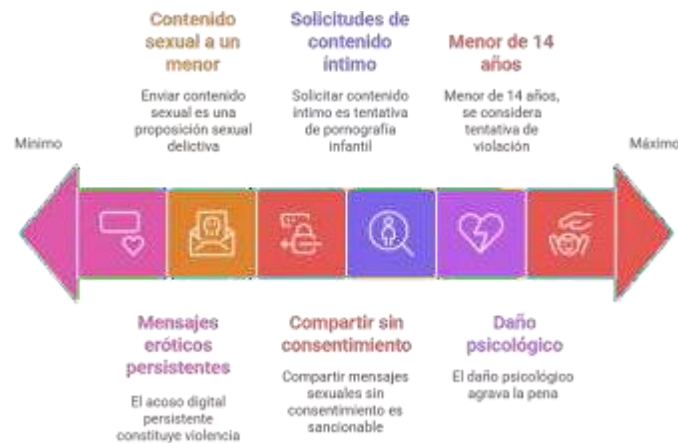 Contenido
sexual a un
menor
Enviar contenido
sexual es una
proposición sexual
delictiva
Solicitudes de
contenido
íntimo
Solicitar contenido
íntimo es tentativa
de pornografía
infantil
Menor de 14
años
Menor de 14 años,
se considera
tentativa de
violación
Mínimo
Máximo
Mensajes
eróticos
persistentes
El acoso digital
persistente
constituye violencia
Compartir sin
consentimiento
Compartir mensajes
sexuales sin
consentimiento es
sancionable
Daño
psicológico
El daño psicológico
agrava la pena